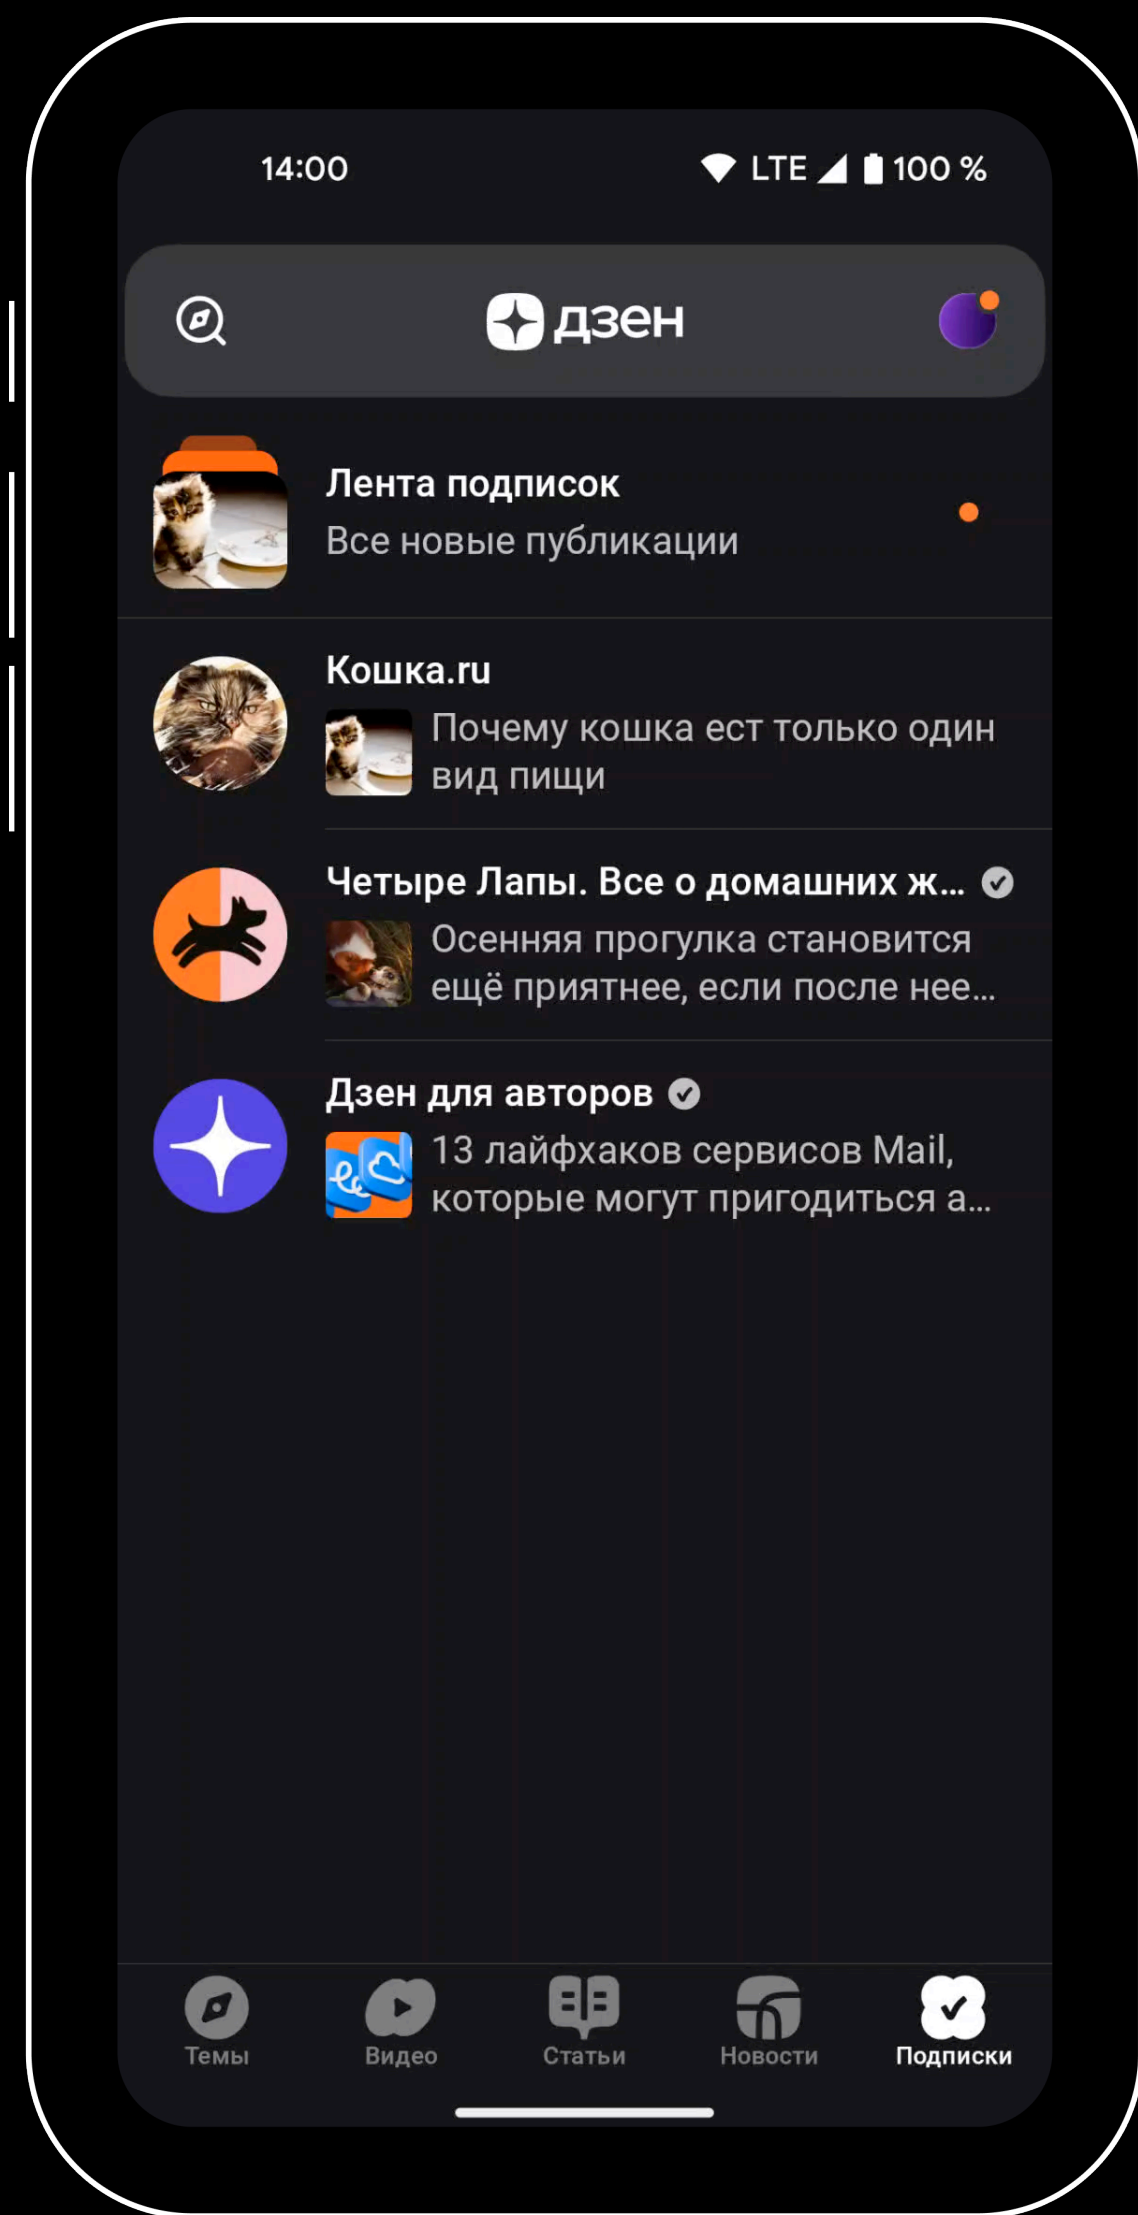 14:00 LTE 100 %
дзен
Лента подписок
Все новые публикации
Кошка.ru
Почему кошка ест только один
вид пищи
Четыре Лапы. Все о домашних ж...
Осенняя прогулка становится
ещё приятнее, если после нее...
Дзен для авторов
13 лайфхаков сервисов Mail,
которые могут пригодиться а...
Темы Видео Статьи Новости Подписки